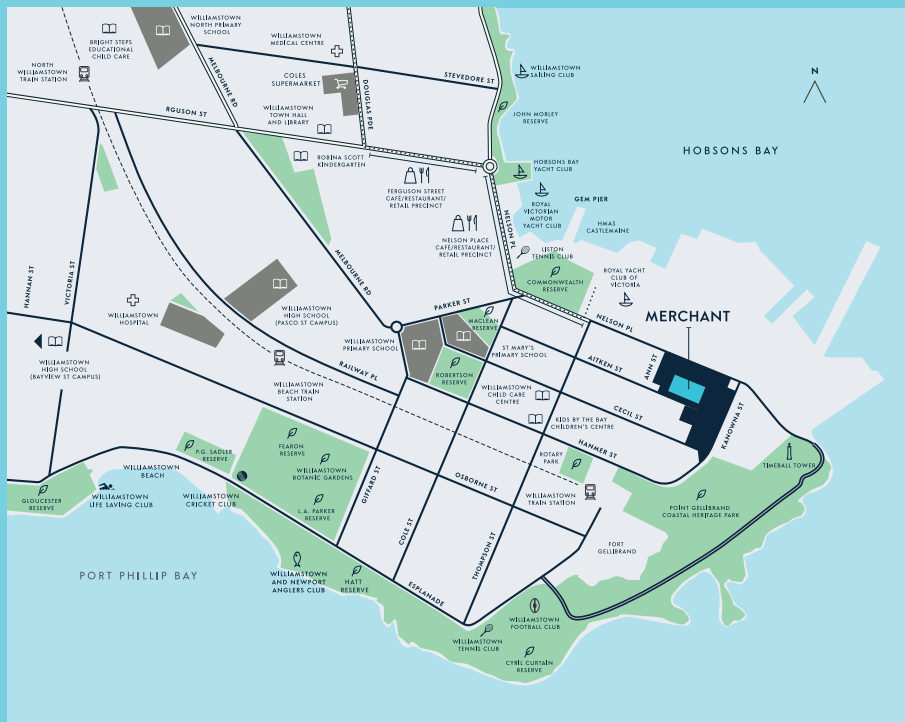 WILLIAMSTOWN
NORTH PRIMARY
SCHOOL
BRIGHT STEPS
EDUCATIONAL
CHILD CARE
WILLIAMSTOWN
MEDICAL CENTRE
NORTH
WILLIAMSTOWN
TRAIN STATION
MELBOURNE RD
COLES
SUPERMARKET
DOUGLAS PDE
STEVEDORE ST
WILLIAMSTOWN
SAILING CLUB
N
RGUSON ST
WILLIAMSTOWN
TOWN HALL
AND LIBRARY
JOHN MORLEY
RESERVE
HOBSONS BAY
ROBINA SCOTT
KINDERGARTEN
HOBSONS BAY
YACHT CLUB
FERGUSON STREET
CAFÉ/RESTAURANT/
RETAIL PRECINCT
ROYAL
VICTORIAN
MOTOR
YACHT CLUB
GEM PIER
HMAS
CASTLEMAINE
NELSON PL
NELSON PLACE
CAFÉ/RESTAURANT/
RETAIL PRECINCT
LISTON
TENNIS CLUB
COMMONWEALTH
RESERVE
ROYAL YACHT
CLUB OF
VICTORIA
HANNAN ST
VICTORIA ST
MELBOURNE RD
WILLIAMSTOWN
HOSPITAL
WILLIAMSTOWN
HIGH SCHOOL
(PASCO ST CAMPUS)
PARKER ST
MACLEAN
RESERVE
NELSON PL
MERCHANT
WILLIAMSTOWN
PRIMARY SCHOOL
ST MARY'S
PRIMARY SCHOOL
AITKEN ST
ANN ST
WILLIAMSTOWN
HIGH SCHOOL
(BAYVIEW ST CAMPUS)
RAILWAY PL
ROBERTSON
RESERVE
WILLIAMSTOWN
BEACH TRAIN
STATION
WILLIAMSTOWN
CHILD CARE
CENTRE
CECIL ST
KIDS BY THE BAY
CHILDREN'S CENTRE
KANOWNA ST
HANMER ST
FEARON
RESERVE
P.G. SADLER
RESERVE
ROTARY
PARK
TIMEBALL TOWER
WILLIAMSTOWN
BEACH
WILLIAMSTOWN
BOTANIC GARDENS
GIFFARD ST
OSBORNE ST
WILLIAMSTOWN
TRAIN STATION
GLOUCESTER
RESERVE
WILLIAMSTOWN
LIFE SAVING CLUB
WILLIAMSTOWN
CRICKET CLUB
L.A. PARKER
RESERVE
POINT GELLIBRAND
COASTAL HERITAGE PARK
COLE ST
THOMPSON ST
FORT
GELLIBRAND
PORT PHILLIP BAY
WILLIAMSTOWN
AND NEWPORT
ANGLERS CLUB
HATT
RESERVE
ESPLANADE
WILLIAMSTOWN
FOOTBALL CLUB
WILLIAMSTOWN
TENNIS CLUB
CYRIL CURTAIN
RESERVE